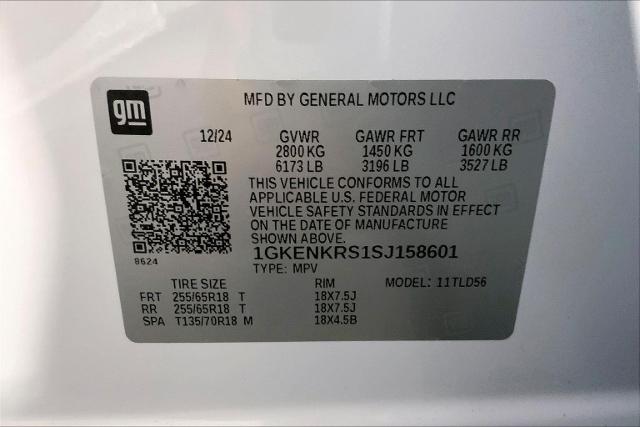 gm
MFD BY GENERAL MOTORS LLC
12/24 GVWR GAWR FRT GAWR RR
2800 KG 1450 KG 1600 KG
6173 LB 3196 LB 3527 LB
THIS VEHICLE CONFORMS TO ALL
APPLICABLE U.S. FEDERAL MOTOR
VEHICLE SAFETY STANDARDS IN EFFECT
ON THE DATE OF MANUFACTURE
SHOWN ABOVE.
1GKENKRS1SJ158601
8624
TYPE: MPV
TIRE SIZE RIM MODEL: 11TLD56
FRT 255/65R18 T 18X7.5J
RR 255/65R18 T 18X7.5J
SPA T135/70R18 M 18X4.5B